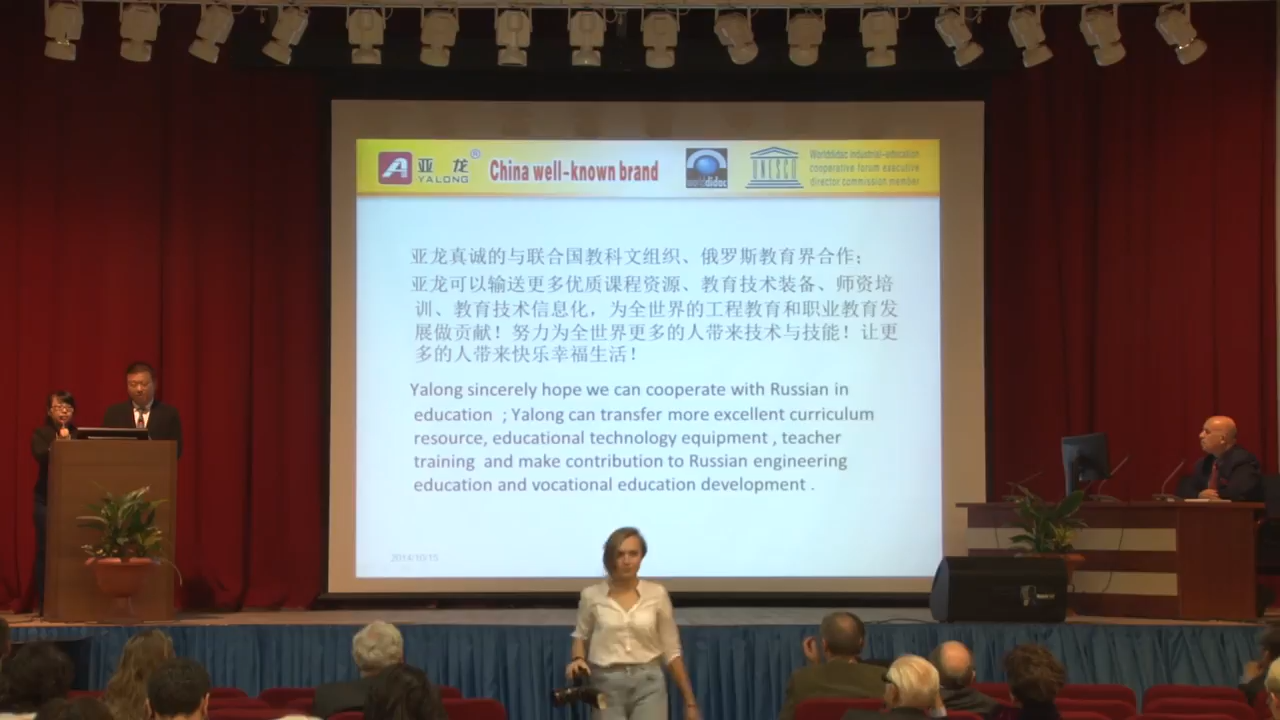 亚龙®
YALONG
China well-known brand
worlddidac
UNESCO
Worlddidac industrial-education
cooperative forum executive
director commission member
亚龙真诚的与联合国教科文组织、俄罗斯教育界合作;
亚龙可以输送更多优质课程资源、教育技术装备、师资培
训、教育技术信息化，为全世界的工程教育和职业教育发
展做贡献！努力为全世界更多的人带来技术与技能！让更
多的人带来快乐幸福生活！
Yalong sincerely hope we can cooperate with Russian in
education ; Yalong can transfer more excellent curriculum
resource, educational technology equipment , teacher
training and make contribution to Russian engineering
education and vocational education development .
2014/10/15